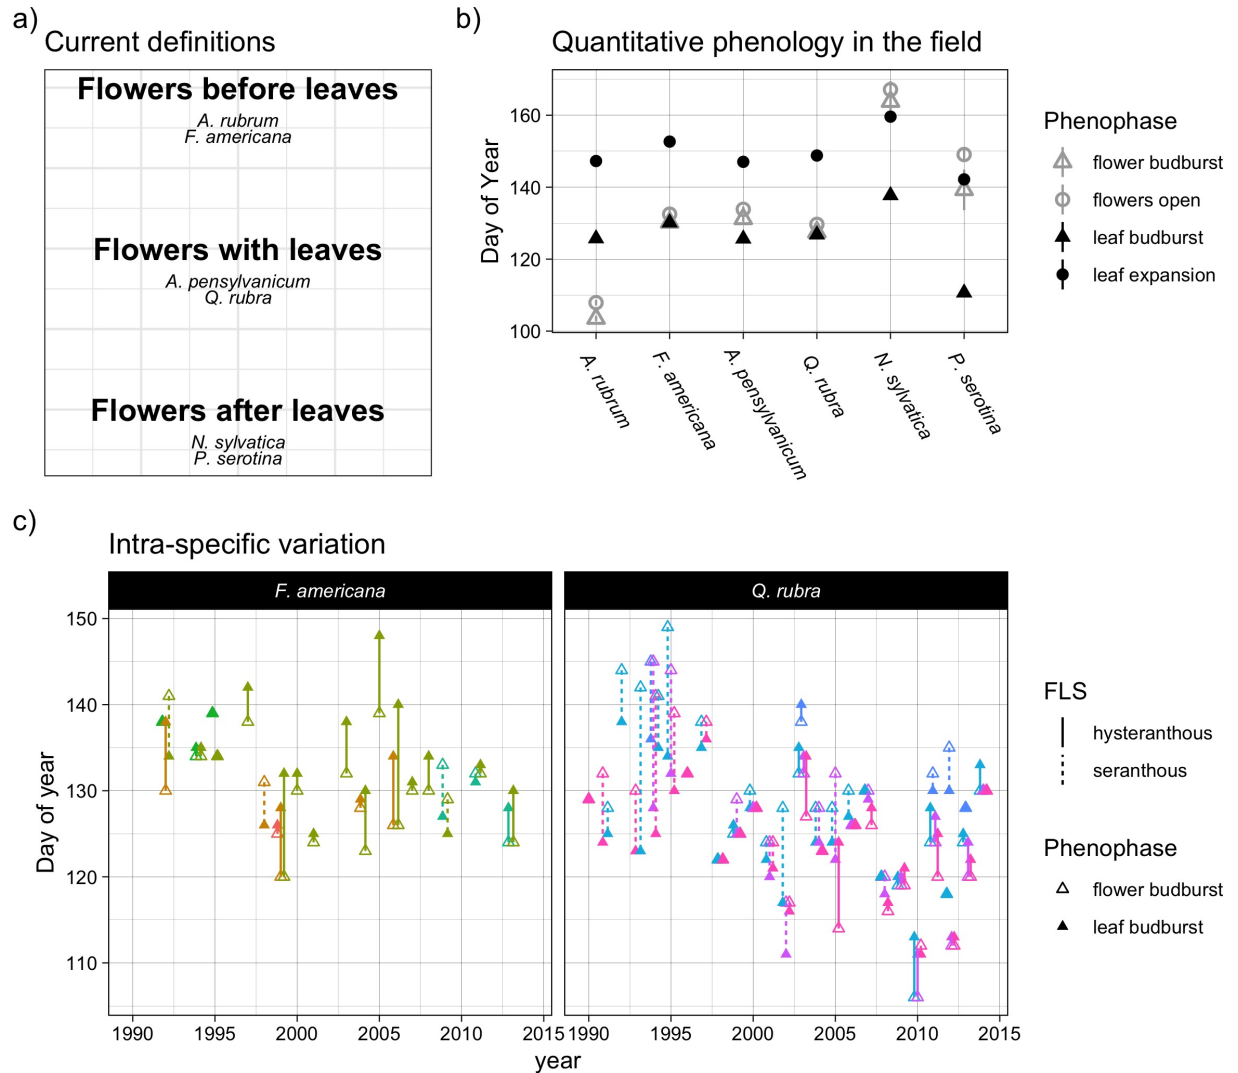 a)
Current definitions
Flowers before leaves
A. rubrum
F. americana
Flowers with leaves
A. pensylvanicum
Q. rubra
Flowers after leaves
N. sylvatica
P. serotina
b)
Quantitative phenology in the field
Day of Year
160
140
120
100
A. rubrum
F. americana
A. pensylvanicum
Q. rubra
N. sylvatica
P. serotina
Phenophase
flower budburst
flowers open
leaf budburst
leaf expansion
c)
Intra-specific variation
F. americana
Q. rubra
Day of year
150
140
130
120
110
1990 1995 2000 2005 2010 2015
1990 1995 2000 2005 2010 2015
year
FLS
hysteranthous
seranthous
Phenophase
flower budburst
leaf budburst